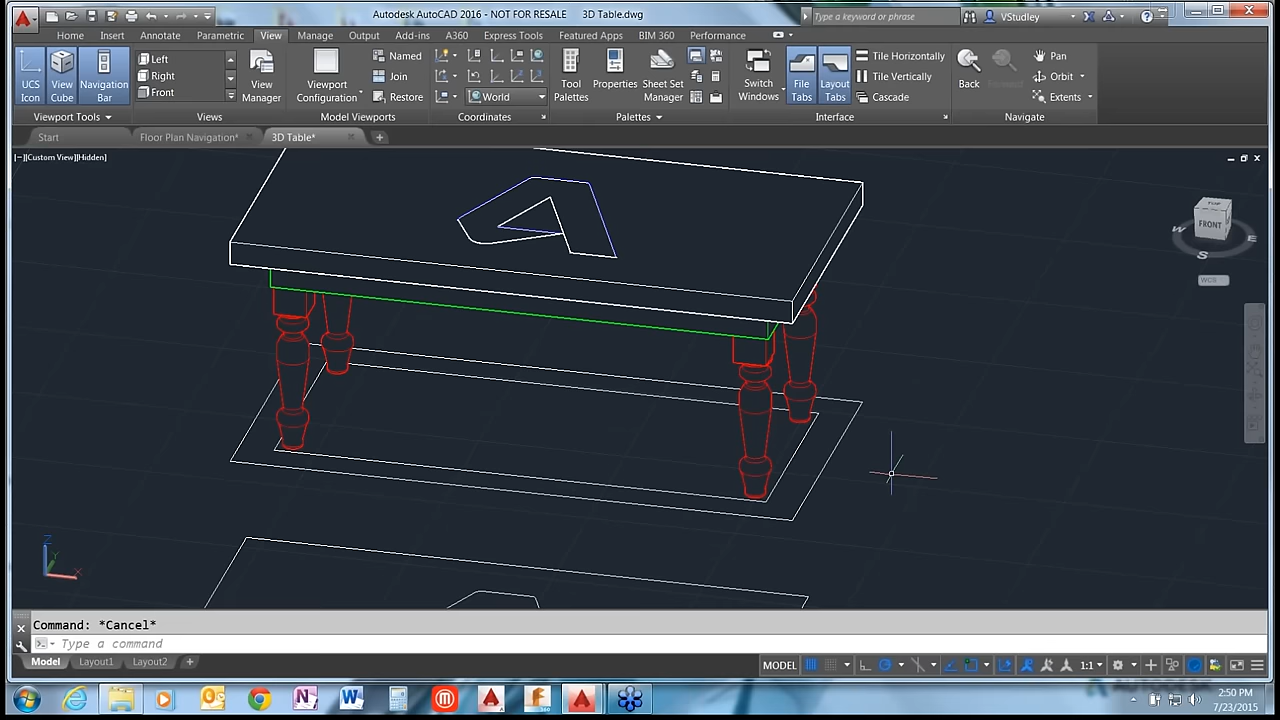 Autodesk AutoCAD 2016 - NOT FOR RESALE 3D Table.dwg
Type a keyword or phrase
VStudley
Home Insert Annotate Parametric View Manage Output Add-ins A360 Express Tools Featured Apps BIM 360 Performance
UCS Icon
View Cube
Navigation Bar
Left
Right
Front
View Manager
Viewport Configuration
Named
Join
Restore
World
Tool Palettes
Properties
Sheet Set Manager
Switch Windows
File Tabs
Layout Tabs
Tile Horizontally
Tile Vertically
Cascade
Back
Pan
Orbit
Extents
Viewport Tools Views Model Viewports Coordinates Palettes Interface Navigate
Start Floor Plan Navigation* 3D Table*
[−][Custom View][Hidden]
TOP
FRONT
W
E
S
WCS
Z
Y
X
Command: *Cancel*
Type a command
Model Layout1 Layout2
MODEL 1:1
2:50 PM
7/23/2015